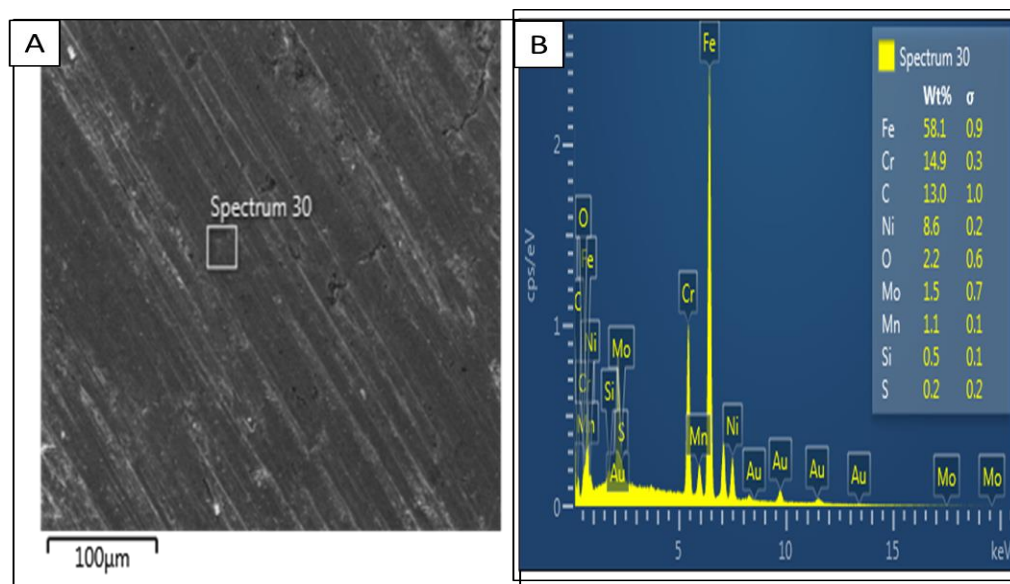 A
Spectrum 30
100µm
B
Fe
Spectrum 30
Wt% σ
Fe 58.1 0.9
Cr 14.9 0.3
C 13.0 1.0
Ni 8.6 0.2
O 2.2 0.6
Mo 1.5 0.7
Mn 1.1 0.1
Si 0.5 0.1
S 0.2 0.2
cps/eV
2
1
0
O
Fe
Ni
Mo
Si
S
Au
Cr
Mn
Ni
Au
Au
Au
Au
Mo
Mo
5
10
15
keV